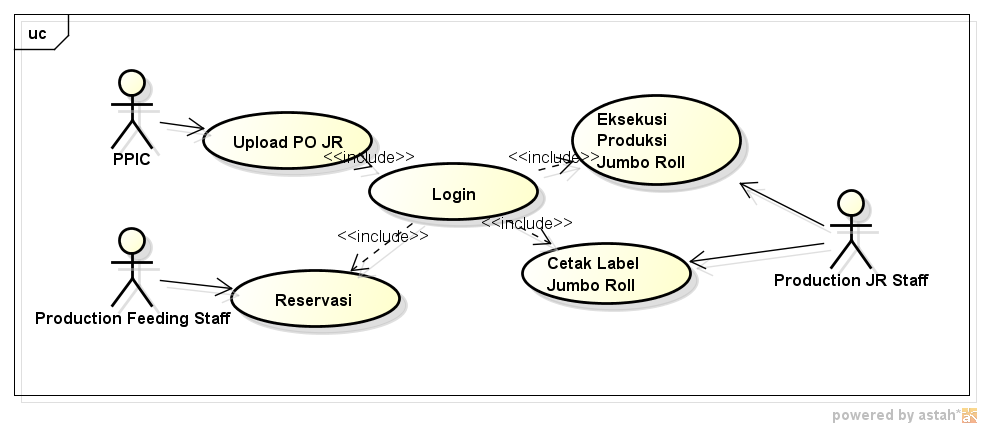 uc
PPIC
Upload PO JR
<<include>>
Login
<<include>>
Eksekusi
Produksi
Jumbo Roll
<<include>>
<<include>>
Production Feeding Staff
Reservasi
Cetak Label
Jumbo Roll
Production JR Staff
powered by astah*